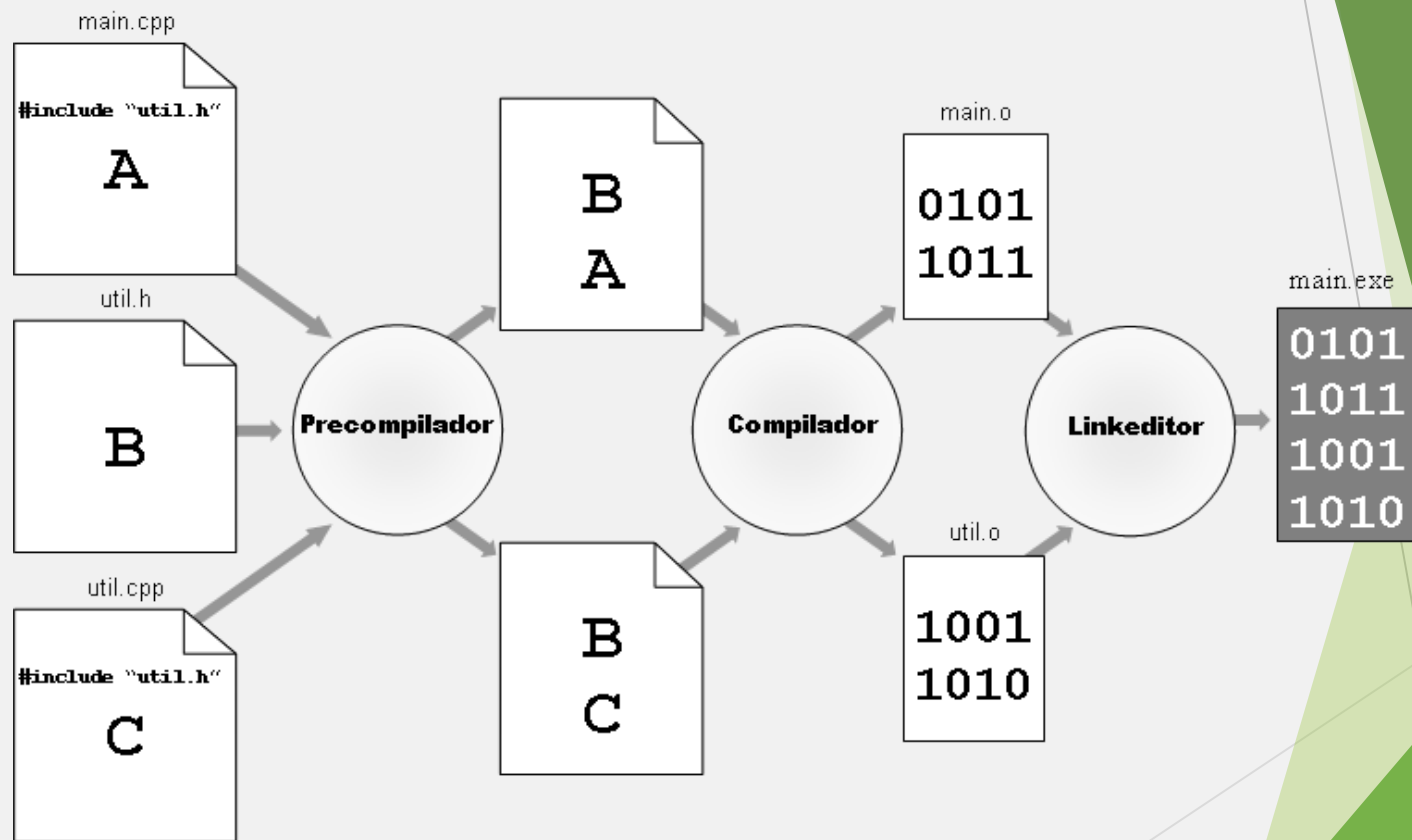 main.cpp
#include “util.h”
A
util.h
B
util.cpp
#include “util.h”
C
Precompilador
B
A
B
C
Compilador
main.o
0101
1011
util.o
1001
1010
Linkeditor
main.exe
0101
1011
1001
1010